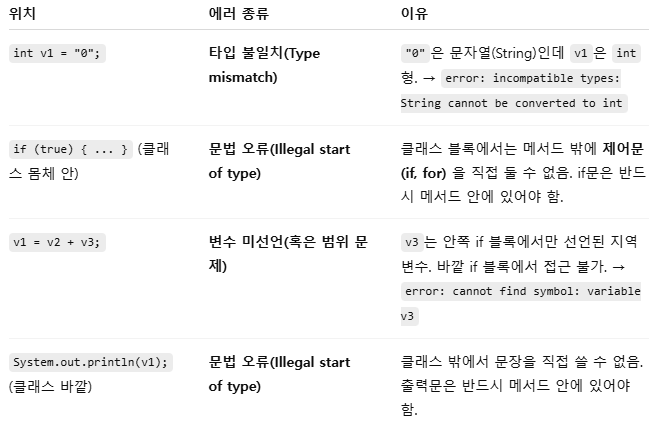 위치 에러 종류 이유
int v1 = "0"; 타입 불일치(Type "0"은 문자열(String)인데 v1은 int
mismatch) 형. → error: incompatible types:
String cannot be converted to int
if (true) { ... } (클래 문법 오류(Illegal start 클래스 블록에서는 메서드 밖에 제어문
스 몸체 안) of type) (if, for) 을 직접 둘 수 없음. if문은 반드
시 메서드 안에 있어야 함.
v1 = v2 + v3; 변수 미선언(혹은 범위 문 v3는 안쪽 if 블록에서만 선언된 지역
제) 변수. 바깥 if 블록에서 접근 불가. →
error: cannot find symbol: variable
v3
System.out.println(v1); 문법 오류(Illegal start 클래스 밖에서 문장을 직접 쓸 수 없음.
(클래스 바깥) of type) 출력문은 반드시 메서드 안에 있어야
함.